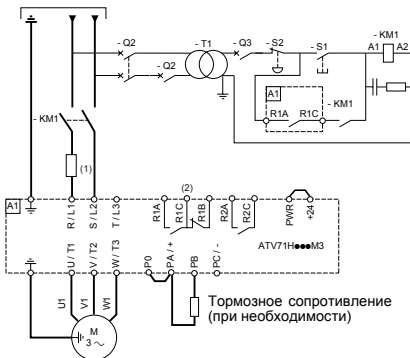 - Q2
- T1
- Q3
- S2
- S1
- KM1
A1
A2
- Q2
A1
R1A
R1C
- KM1
- KM1
(1)
(2)
A1
R / L1
S / L2
T / L3
R1A
R1C
R1B
R2A
R2C
PWR
+24
ATV71H●●●M3
U / T1
V / T2
W / T3
P0
PA / +
PB
PC / -
U1
V1
W1
M
3 ~
Тормозное сопротивление
(при необходимости)